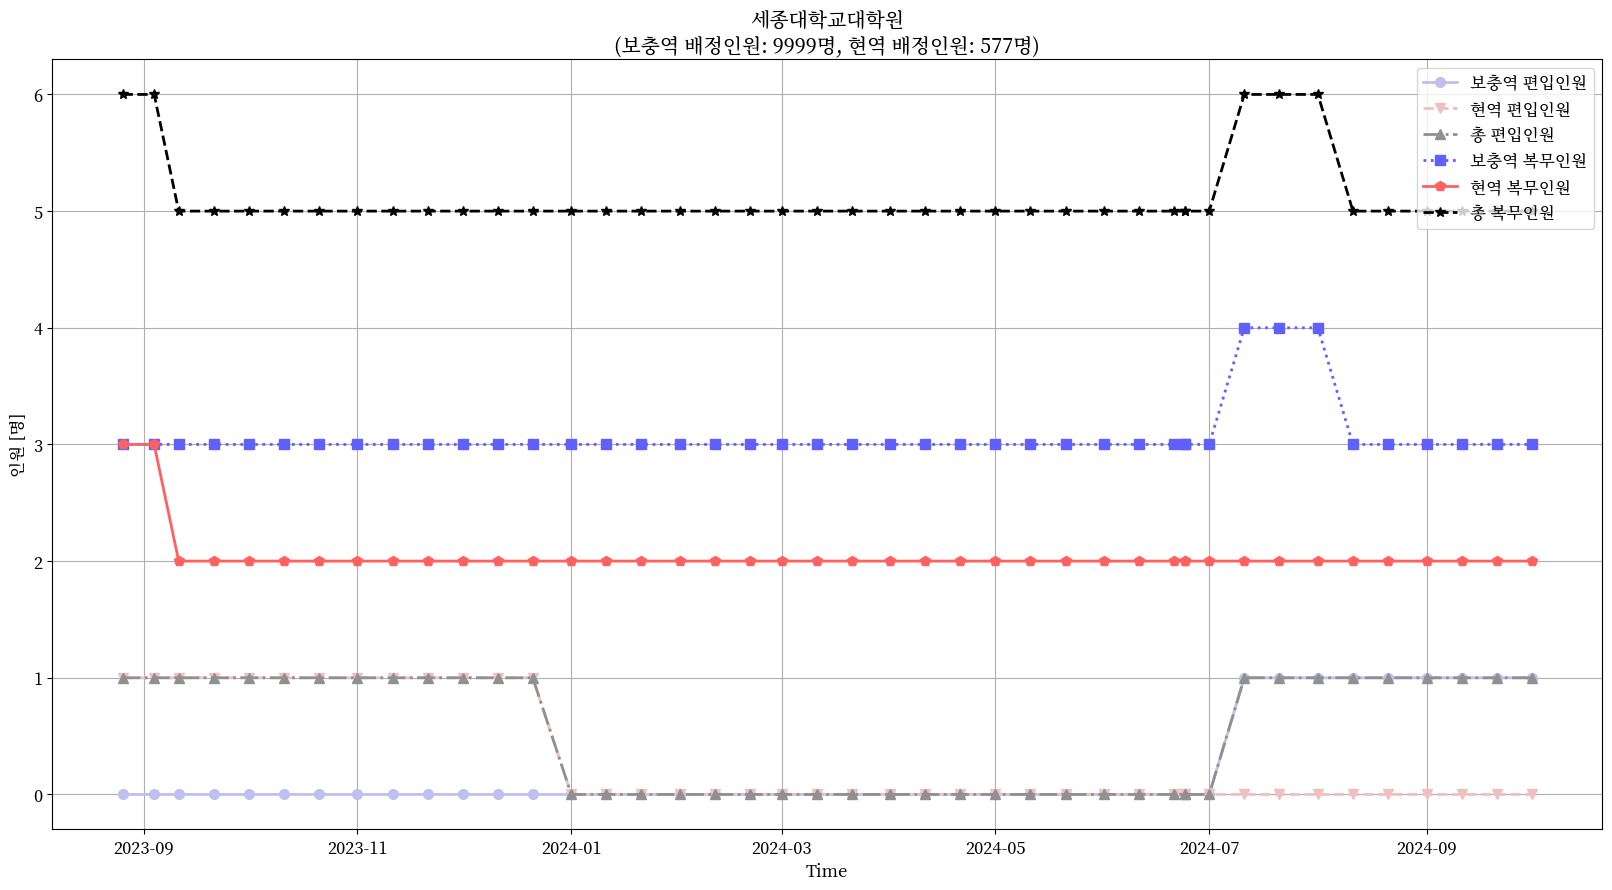 세종대학교대학원
(보충역 배정인원: 9999명, 현역 배정인원: 577명)
보충역 편입인원
현역 편입인원
총 편입인원
보충역 복무인원
현역 복무인원
총 복무인원
인원 [명]
6
5
4
3
2
1
0
2023-09
2023-11
2024-01
2024-03
2024-05
2024-07
2024-09
Time